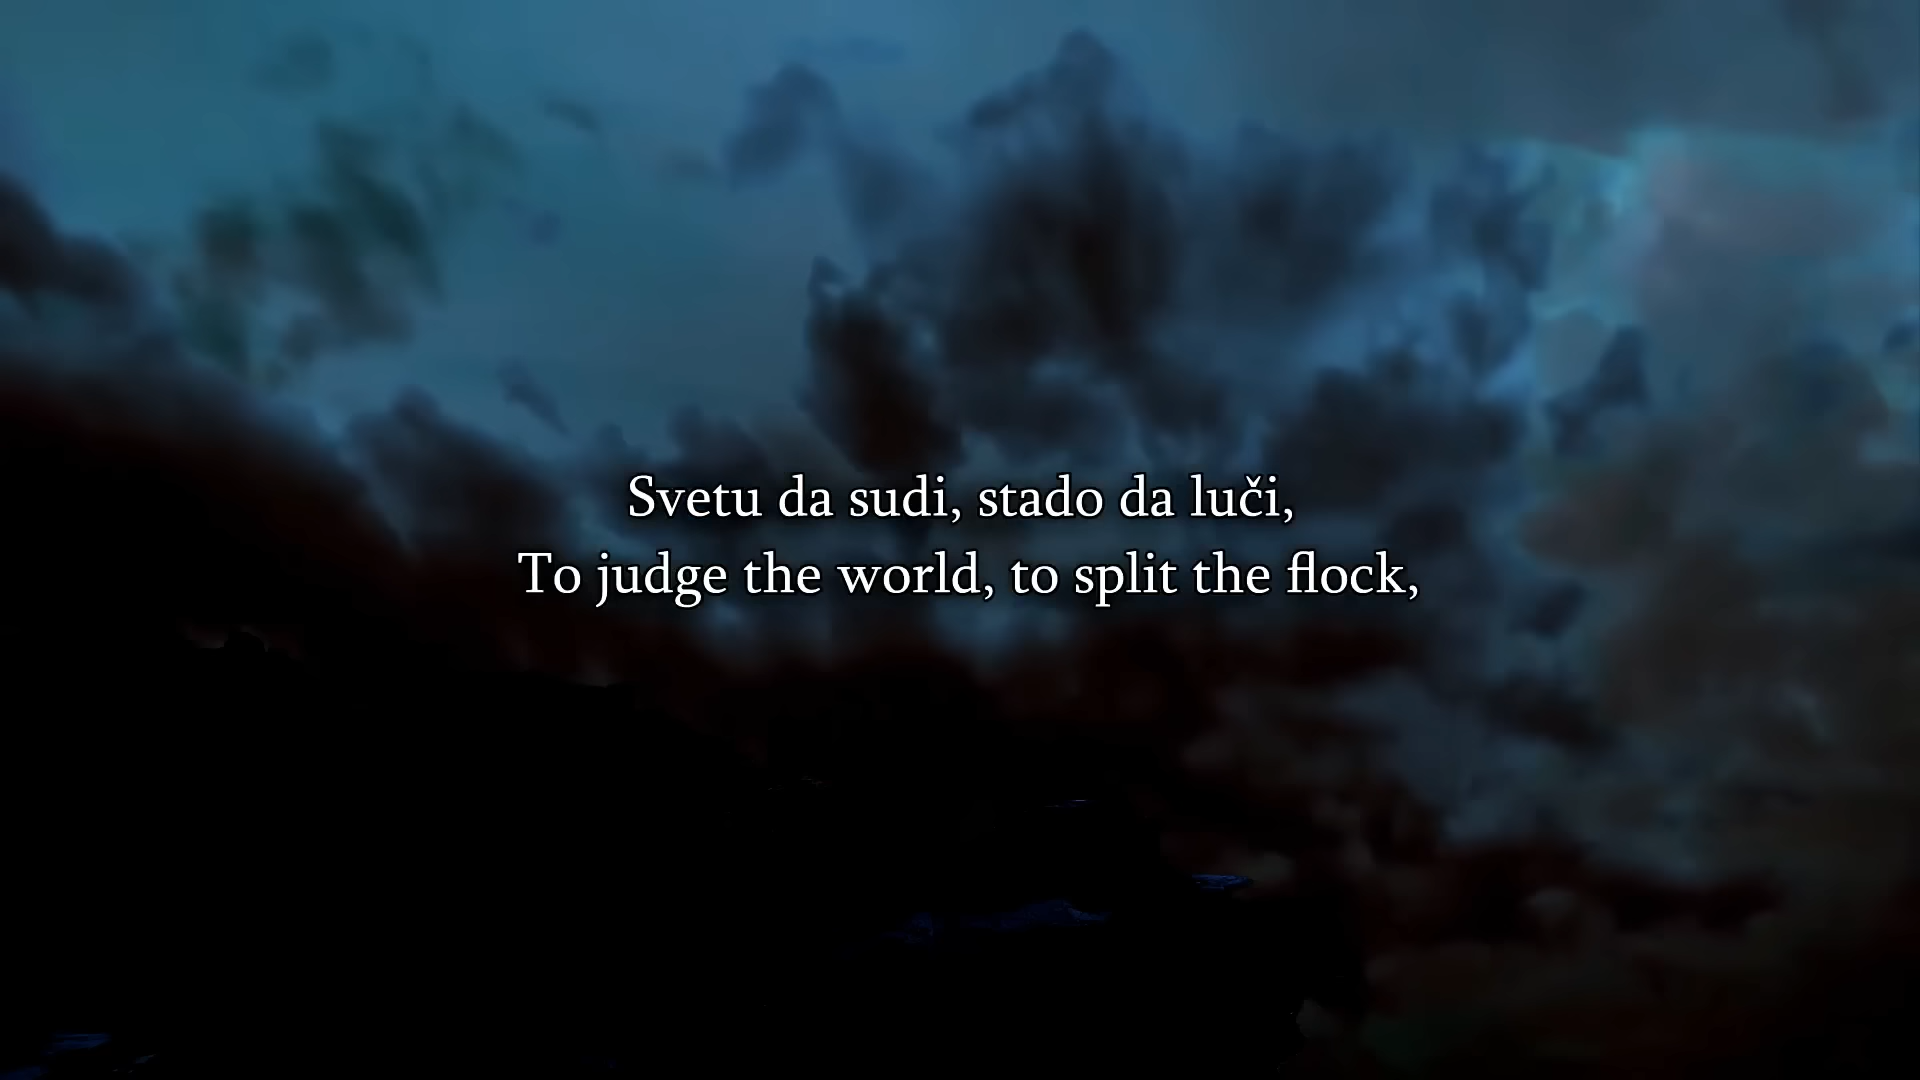 Svetu da sudi, stado da luči,
To judge the world, to split the flock,